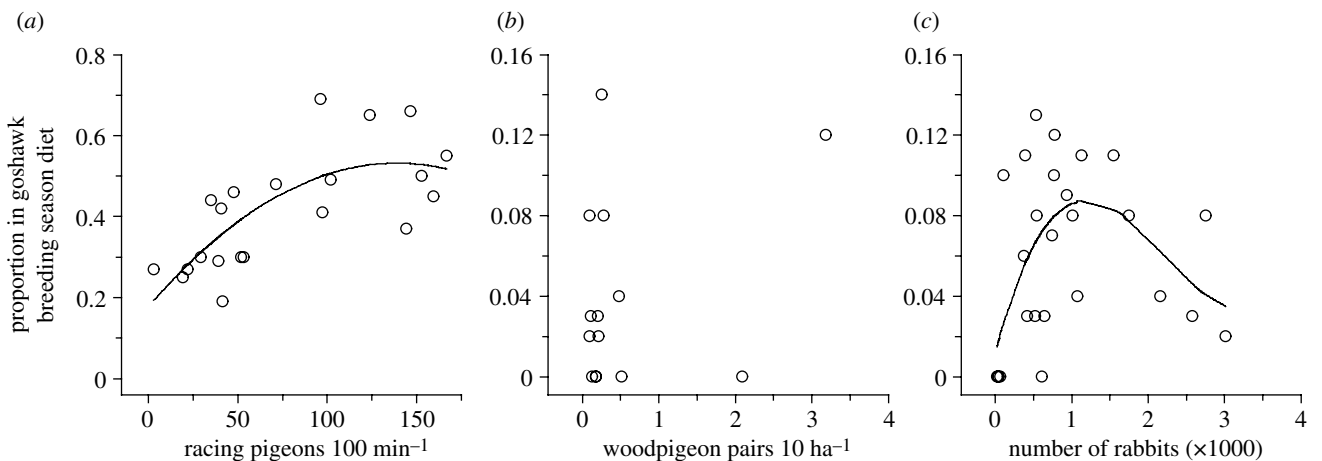 (a)
(b)
(c)
proportion in goshawk
breeding season diet
0.8
0.6
0.4
0.2
0
0 50 100 150
racing pigeons 100 min–1
0.16
0.12
0.08
0.04
0
0 1 2 3 4
woodpigeon pairs 10 ha–1
0.16
0.12
0.08
0.04
0
0 1 2 3 4
number of rabbits (×1000)